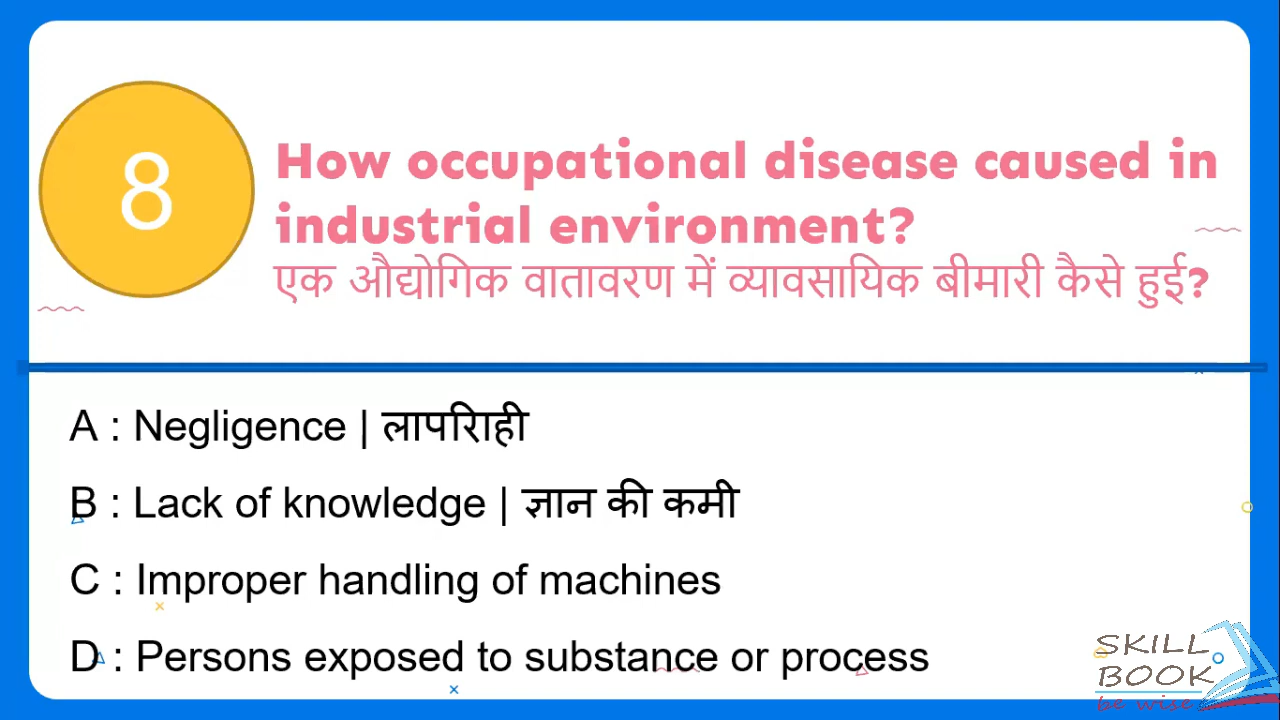 8
How occupational disease caused in
industrial environment?
एक औद्योगिक वातावरण में व्यावसायिक बीमारी कैसे हुई?
A : Negligence | लापरिाही
B : Lack of knowledge | ज्ञान की कमी
C : Improper handling of machines
D : Persons exposed to substance or process
SKILL
BOOK
be wise